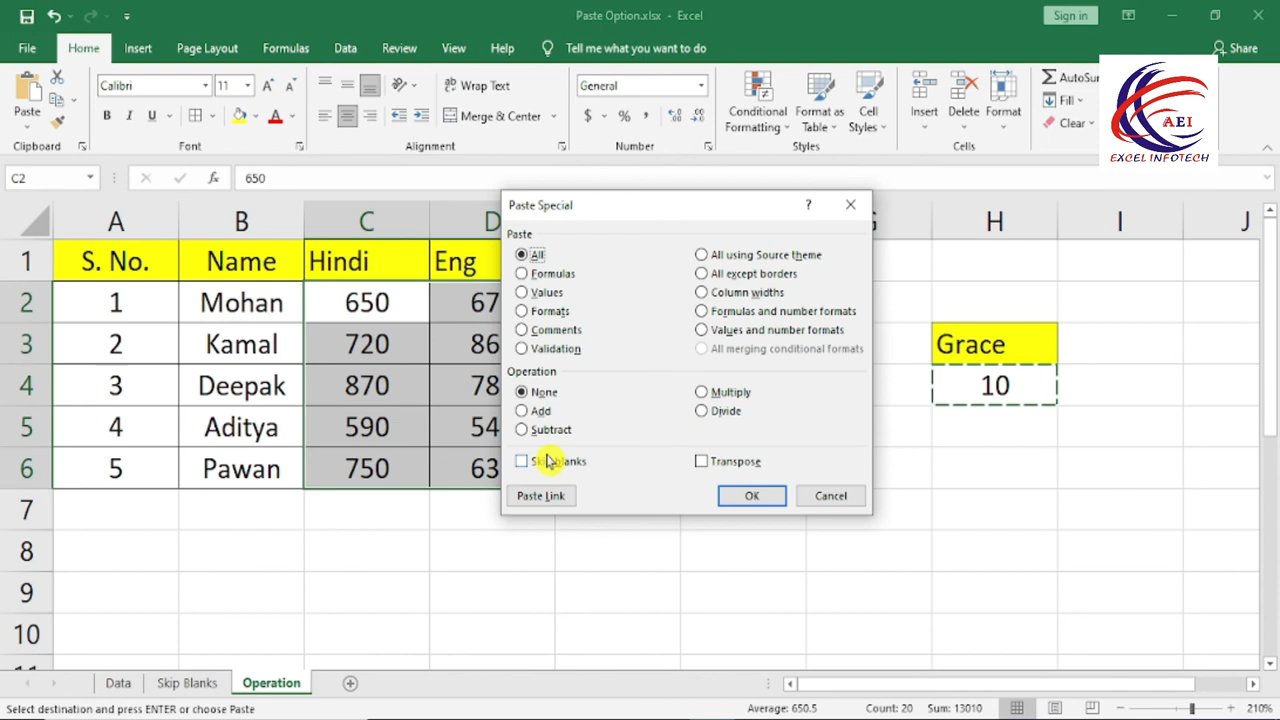 Paste Option.xlsx - Excel
Sign in
File Home Insert Page Layout Formulas Data Review View Help Tell me what you want to do Share
Paste
Clipboard
Calibri 11
B I U
Font
Wrap Text
Merge & Center
Alignment
General
$ % ,
Number
Conditional Formatting
Format as Table
Cell Styles
Styles
Insert Delete Format
Cells
AutoSu
Fill
Clear
AEI
EXCEL INFOTECH
C2 fx 650
A B C D H I J
1 S. No. Name Hindi Eng
2 1 Mohan 650 67
3 2 Kamal 720 86 Grace
4 3 Deepak 870 78 10
5 4 Aditya 590 54
6 5 Pawan 750 63
7
8
9
10
Paste Special ?
Paste
All All using Source theme
Formulas All except borders
Values Column widths
Formats Formulas and number formats
Comments Values and number formats
Validation All merging conditional formats
Operation
None Multiply
Add Divide
Subtract
Skip blanks Transpose
Paste Link OK Cancel
Data Skip Blanks Operation
Select destination and press ENTER or choose Paste Average: 650.5 Count: 20 Sum: 13010 210%